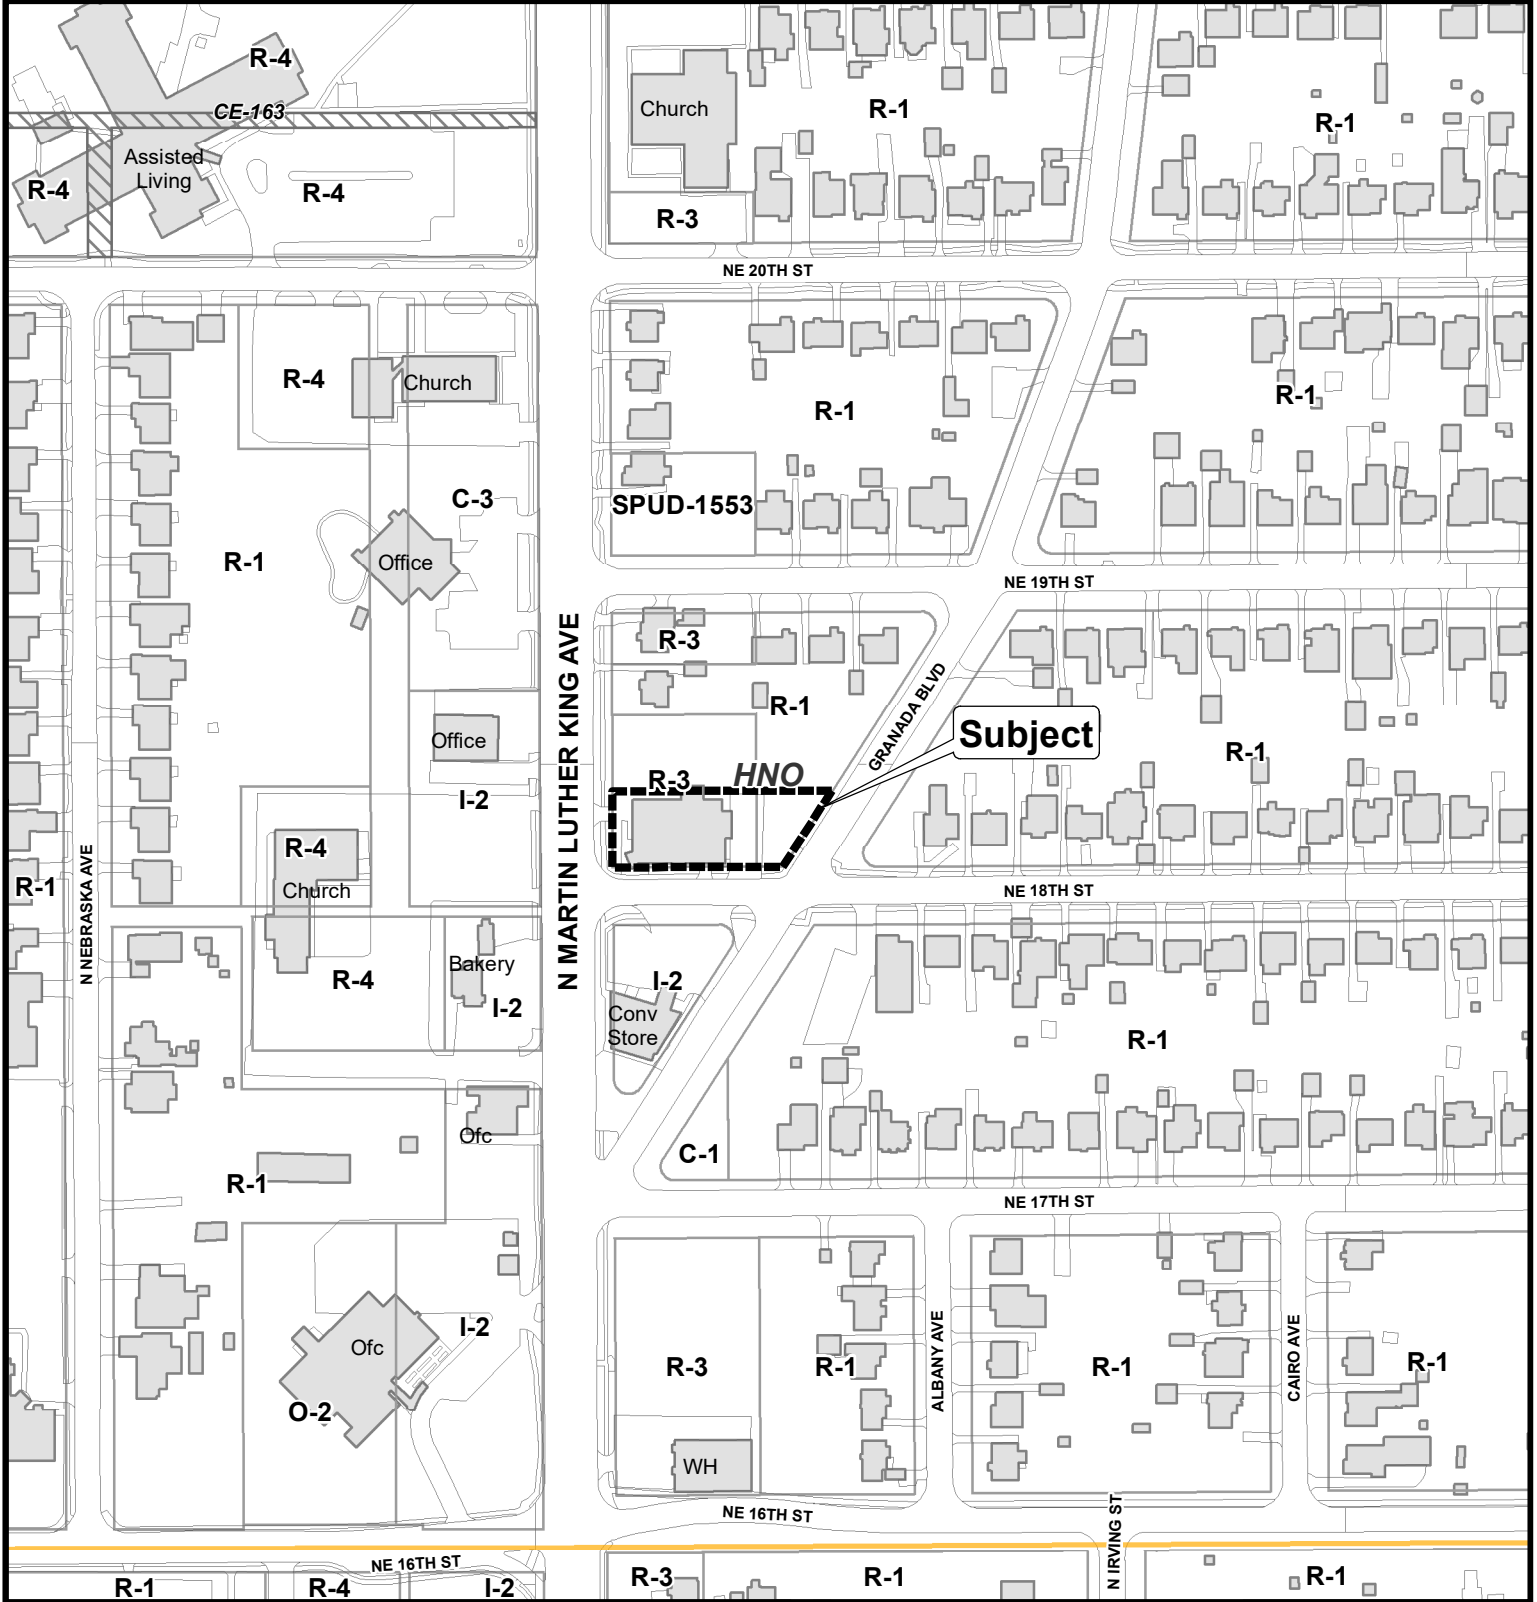 R-4
CE-163
Church
R-1
R-1
Assisted
Living
R-4
R-4
R-3
NE 20TH ST
R-4
Church
R-1
R-1
C-3
SPUD-1553
R-1
Office
NE 19TH ST
N MARTIN LUTHER KING AVE
R-3
GRANADA BLVD
R-1
Subject
Office
R-1
HNO
R-3
I-2
R-4
N NEBRASKA AVE
R-1
Church
NE 18TH ST
Bakery
R-4
I-2
I-2
Conv
Store
R-1
Ofc
C-1
R-1
NE 17TH ST
I-2
Ofc
R-3
R-1
ALBANY AVE
R-1
CAIRO AVE
R-1
O-2
WH
NE 16TH ST
N IRVING ST
NE 16TH ST
R-1
R-4
I-2
R-3
R-1
R-1